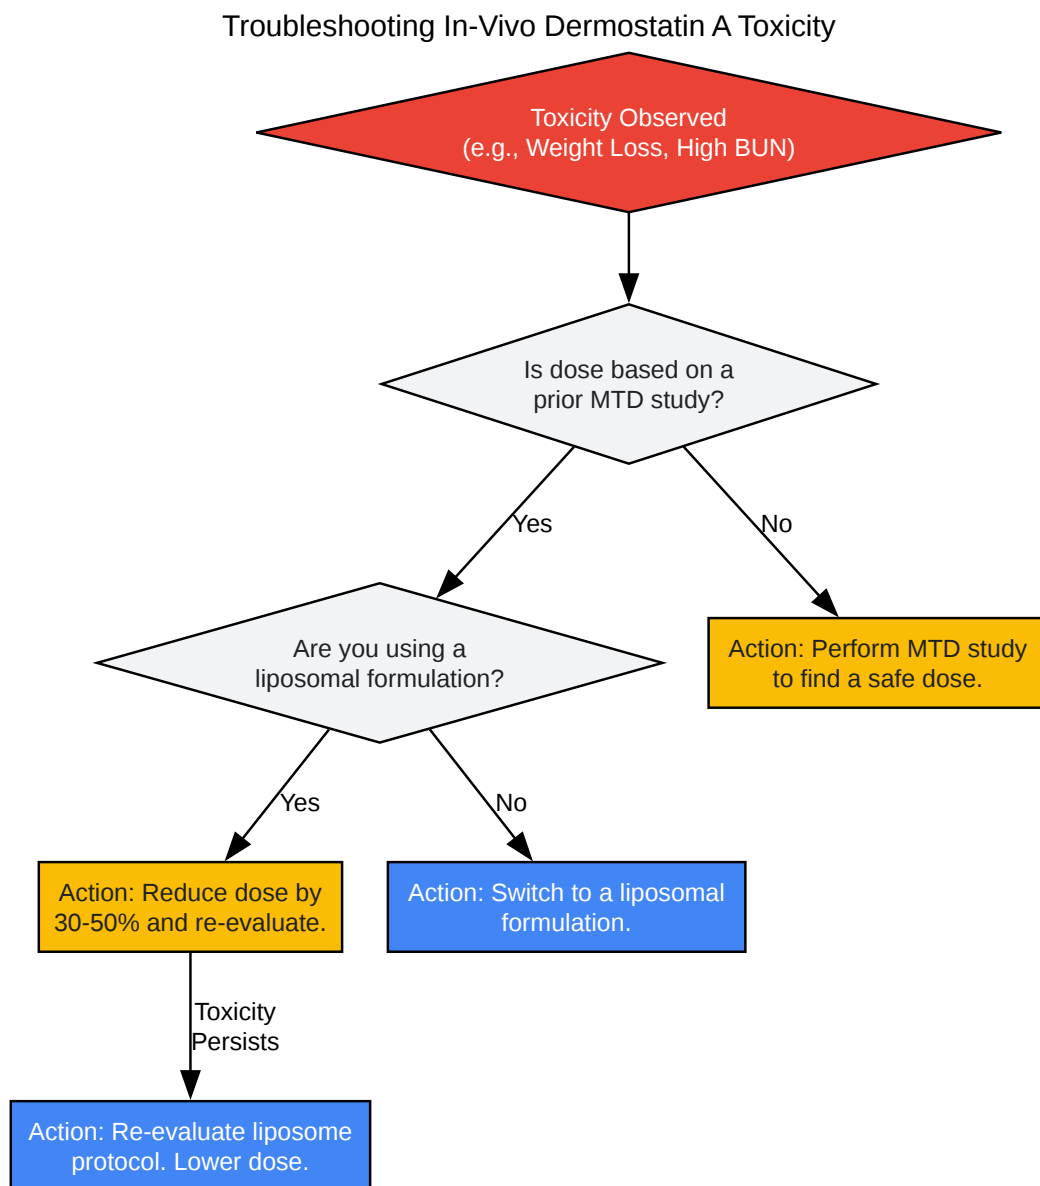 Troubleshooting In-Vivo Dermostatin A Toxicity
Toxicity Observed
(e.g., Weight Loss, High BUN)
Is dose based on a
prior MTD study?
Yes
No
Are you using a
liposomal formulation?
Action: Perform MTD study
to find a safe dose.
Yes
No
Action: Reduce dose by
30-50% and re-evaluate.
Action: Switch to a liposomal
formulation.
Toxicity
Persists
Action: Re-evaluate liposome
protocol. Lower dose.